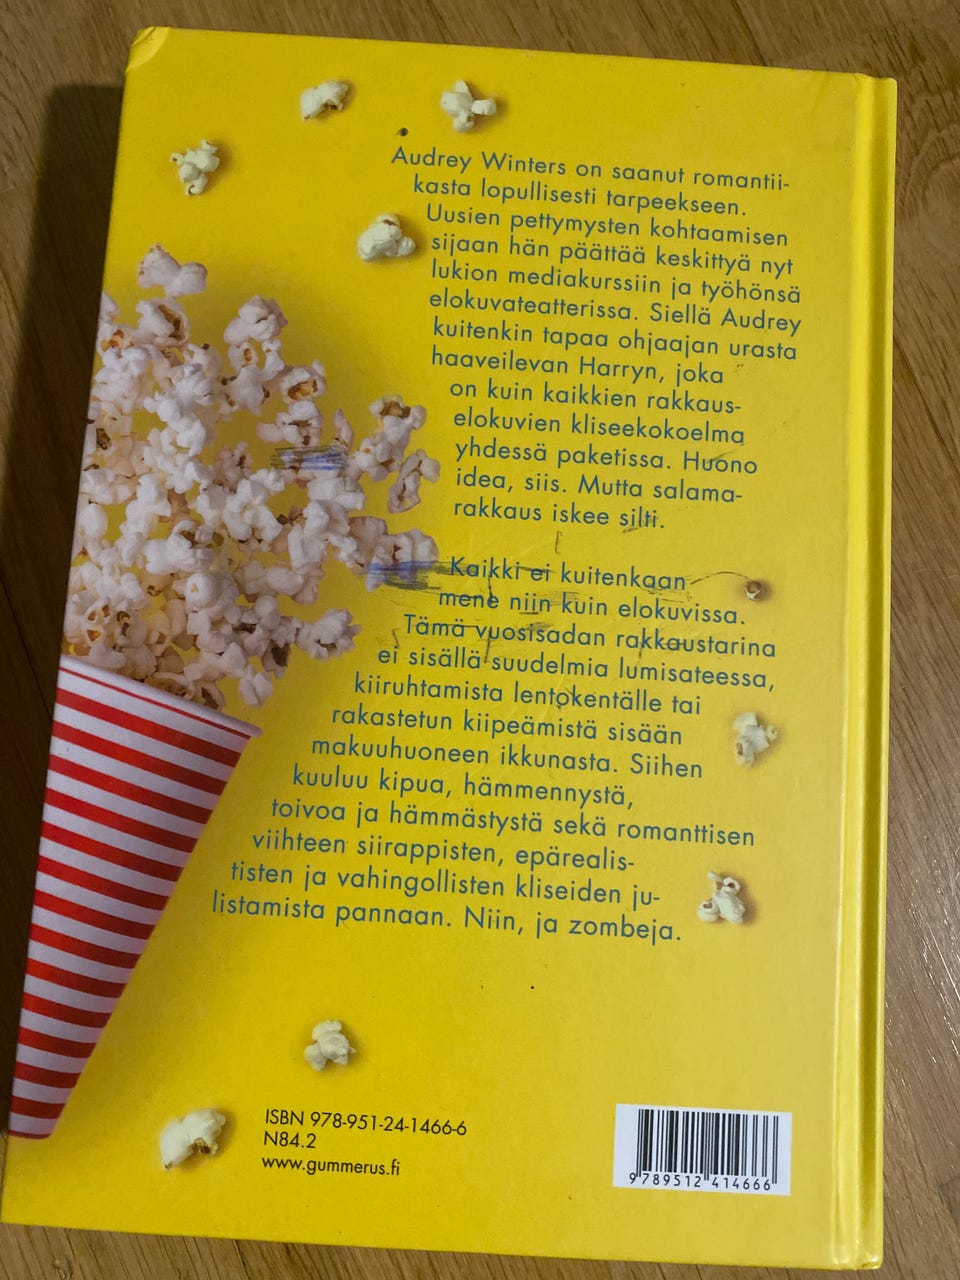 Audrey Winters on saanut romantii-
kasta lopullisesti tarpeekseen.
Uusien pettymysten kohtaamisen
sijaan hän päättää keskittyä nyt
lukion mediakurssiin ja työhönsä
elokuvateatterissa. Siellä Audrey
kuitenkin tapaa ohjaajan urasta
haaveilevan Harryn, joka
on kuin kaikkien rakkaus-
elokuvien kliseekokoelma
yhdessä paketissa. Huono
idea, siis. Mutta salama-
rakkaus iskee silti.
Kaikki ei kuitenkaan
mene niin kuin elokuvissa.
Tämä vuosisadan rakkaustarina
ei sisällä suudelmia lumisateessa,
kiiruhtamista lentokentälle tai
rakastetun kiipeämistä sisään
makuuhuoneen ikkunasta. Siihen
kuuluu kipua, hämmennystä,
toivoa ja hämmästystä sekä romanttisen
viihteen siirappisten, epärealis-
tisten ja vahingollisten kliseiden ju-
listamista pannaan. Niin, ja zombeja.
ISBN 978-951-24-1466-6
N84.2
www.gummerus.fi
9 789512 414666